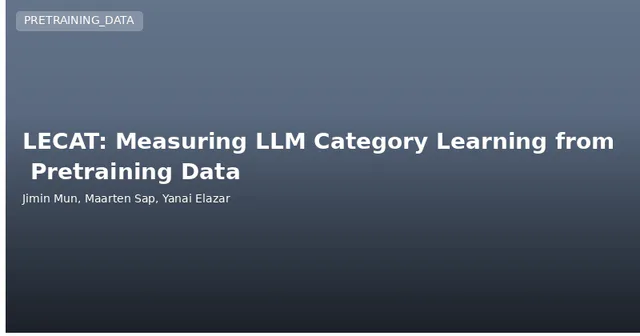 PRETRAINING_DATA
LECAT: Measuring LLM Category Learning from
Pretraining Data
Jimin Mun, Maarten Sap, Yanai Elazar